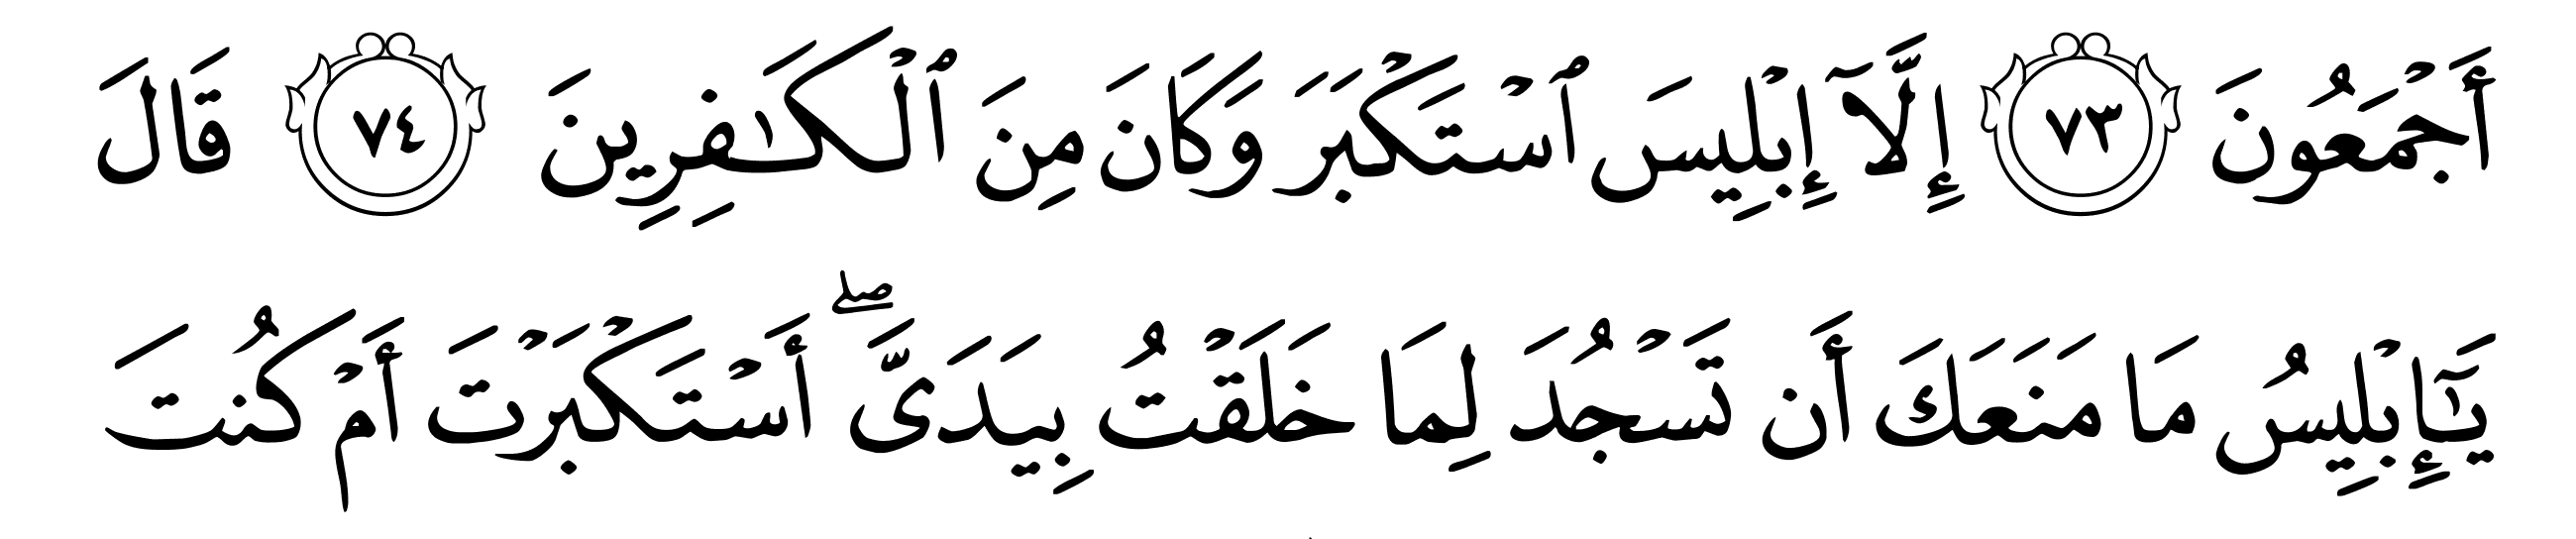 أَجْمَعُونَ ٧٣ إِلَّآ إِبْلِيسَ ٱسْتَكْبَرَ وَكَانَ مِنَ ٱلْكَـٰفِرِينَ ٧٤ قَالَ
يَـٰٓإِبْلِيسُ مَا مَنَعَكَ أَن تَسْجُدَ لِمَا خَلَقْتُ بِيَدَىَّ ۖ أَسْتَكْبَرْتَ أَمْ كُنتَ